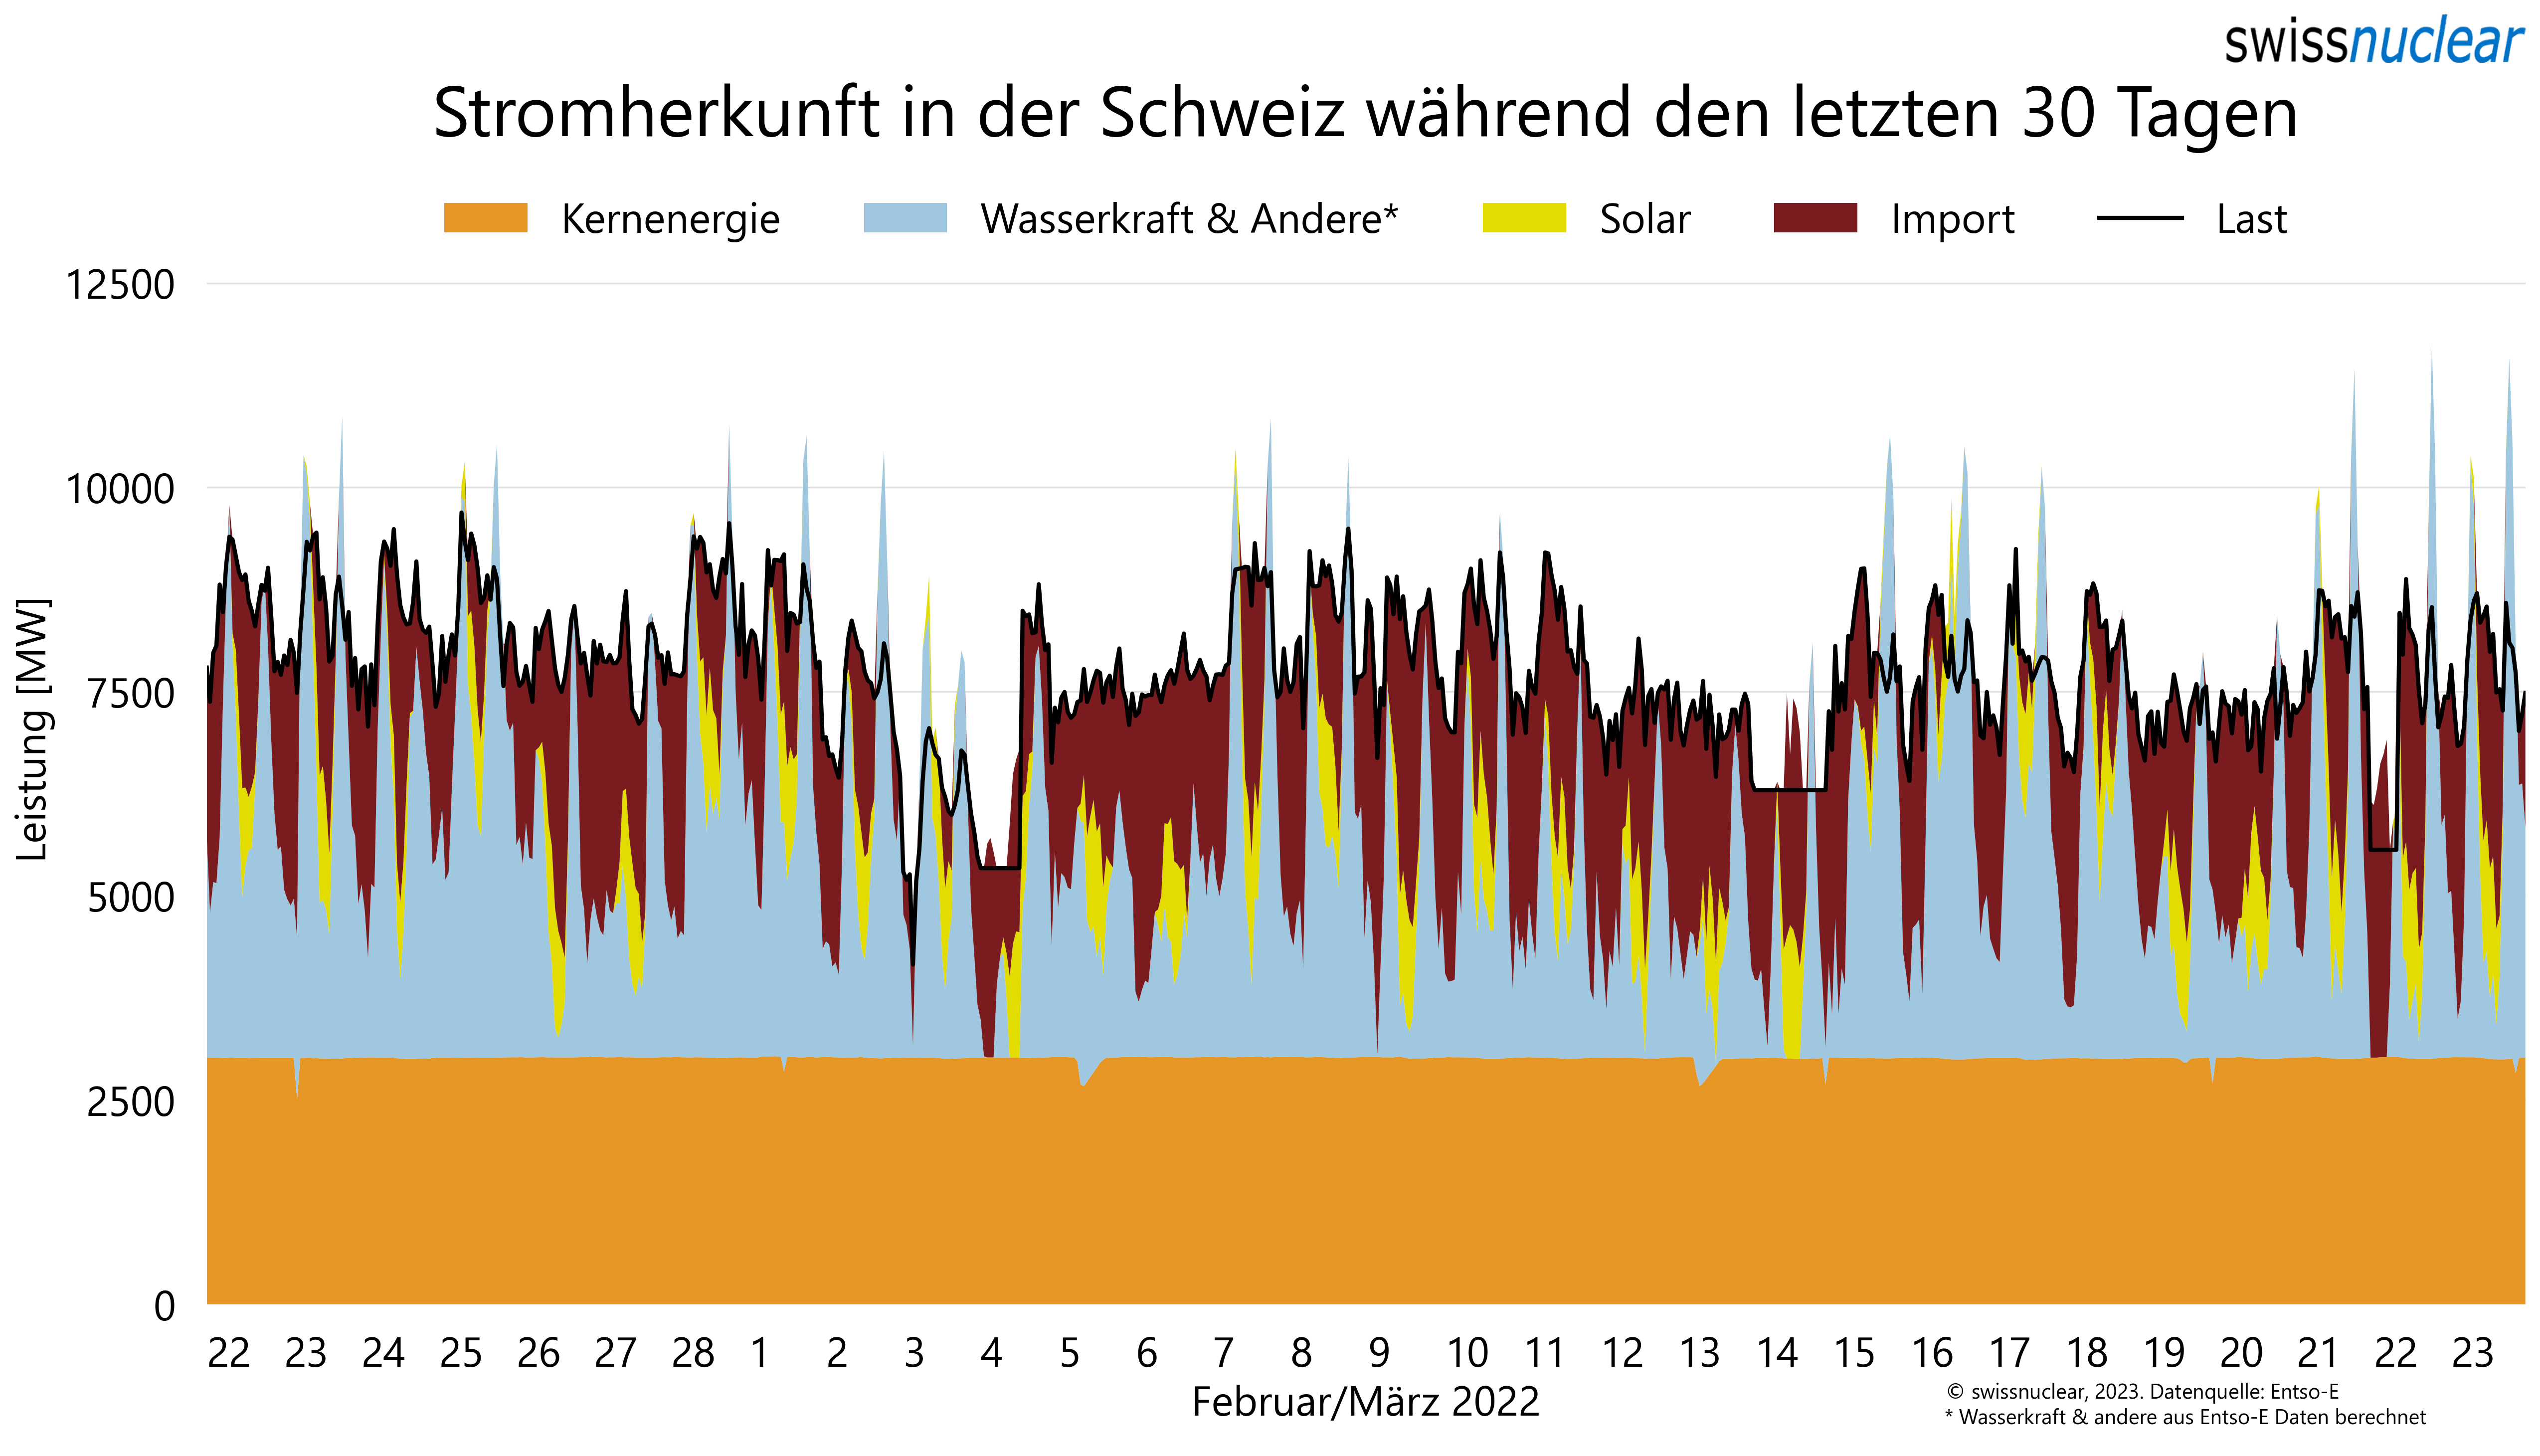 swissnuclear
Stromherkunft in der Schweiz während den letzten 30 Tagen
Kernenergie Wasserkraft & Andere* Solar Import Last
12500
10000
7500
5000
2500
0
Leistung [MW]
22 23 24 25 26 27 28 1 2 3 4 5 6 7 8 9 10 11 12 13 14 15 16 17 18 19 20 21 22 23
Februar/März 2022
© swissnuclear, 2023. Datenquelle: Entso-E
* Wasserkraft & andere aus Entso-E Daten berechnet